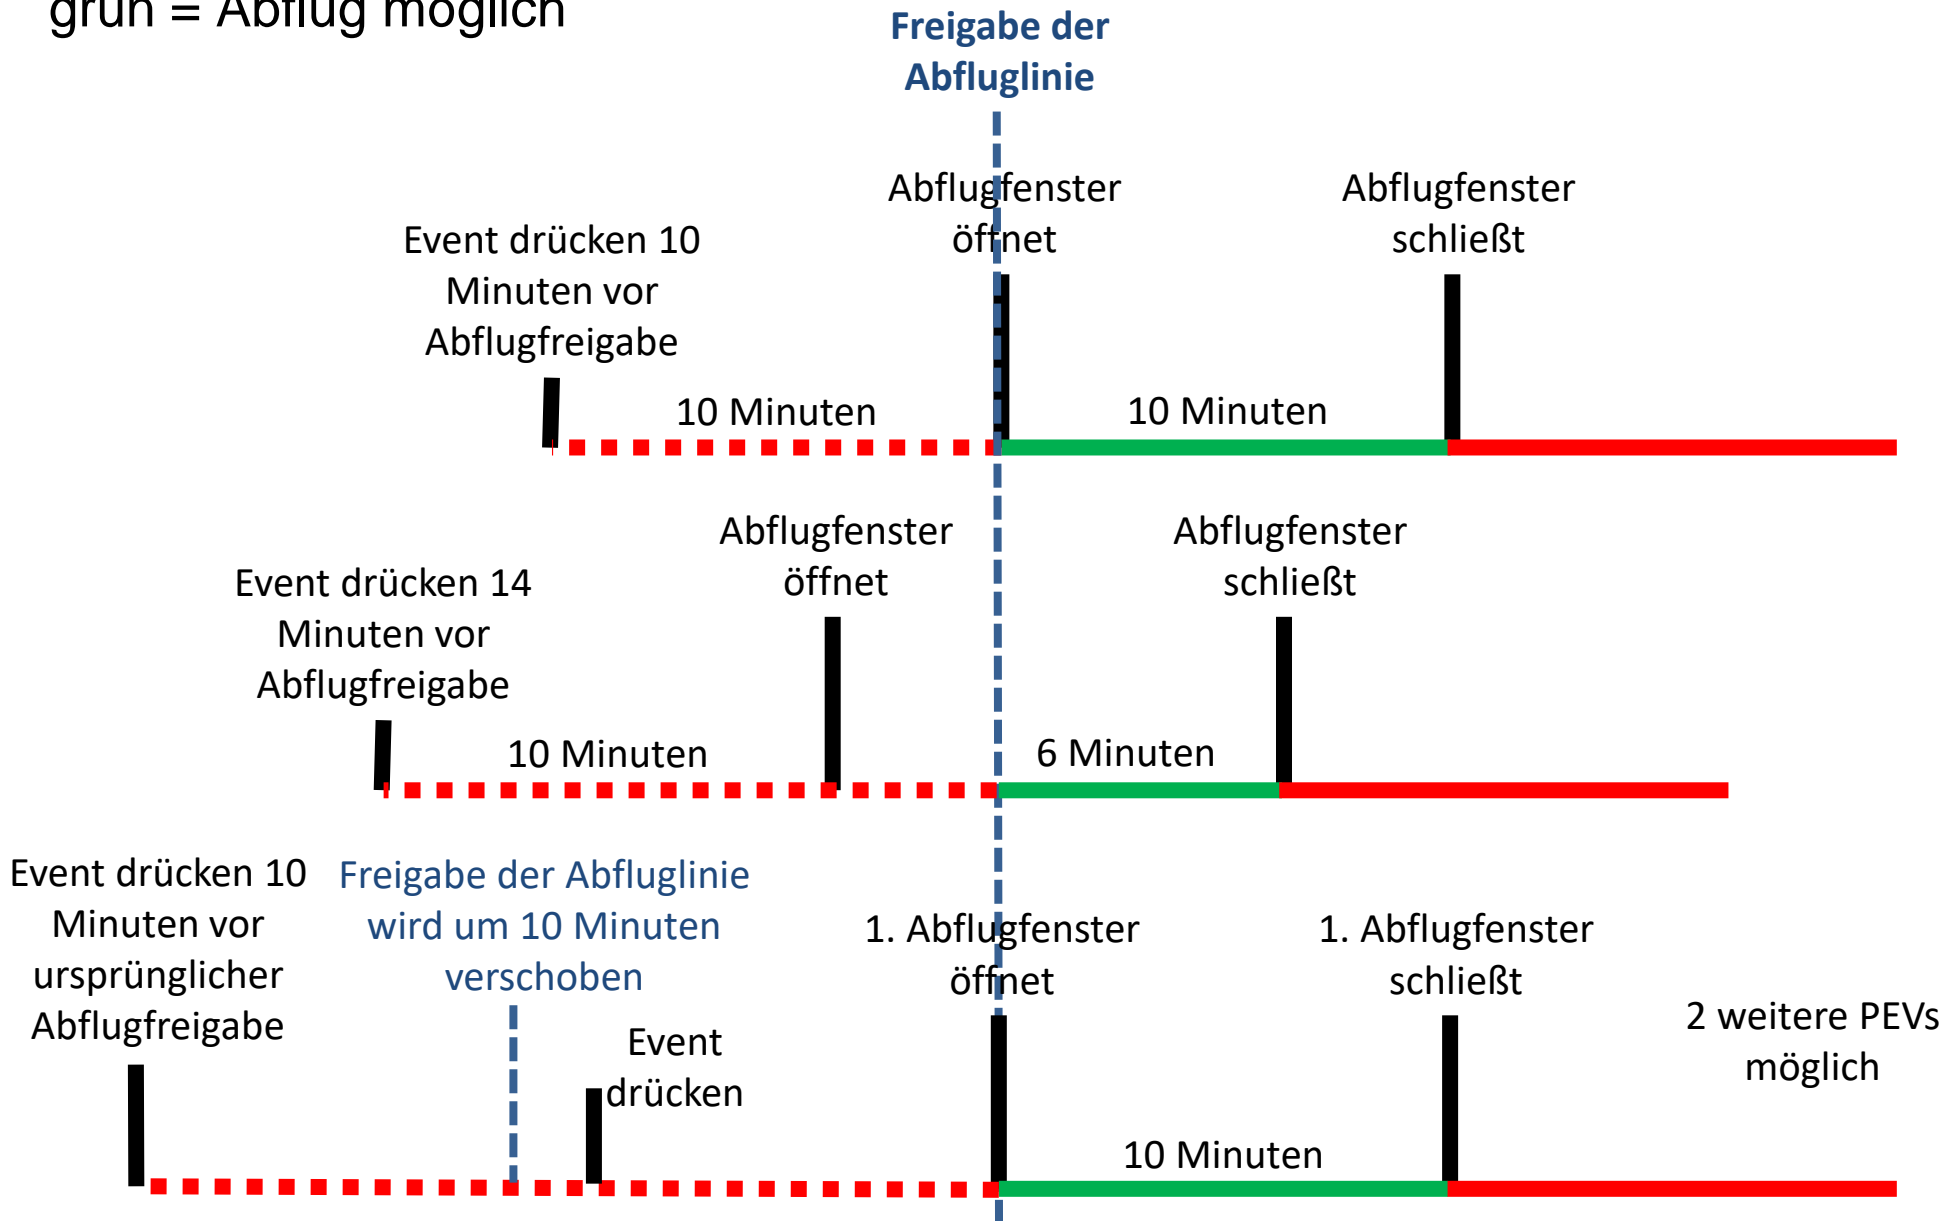 grün = Abflug möglich
Freigabe der
Abfluglinie
Abflugfenster
öffnet
Abflugfenster
schließt
Event drücken 10
Minuten vor
Abflugfreigabe
10 Minuten
10 Minuten
Abflugfenster
öffnet
Abflugfenster
schließt
Event drücken 14
Minuten vor
Abflugfreigabe
10 Minuten
6 Minuten
Event drücken 10
Minuten vor
ursprünglicher
Abflugfreigabe
Freigabe der Abfluglinie
wird um 10 Minuten
verschoben
Event
drücken
1. Abflugfenster
öffnet
1. Abflugfenster
schließt
2 weitere PEVs
möglich
10 Minuten